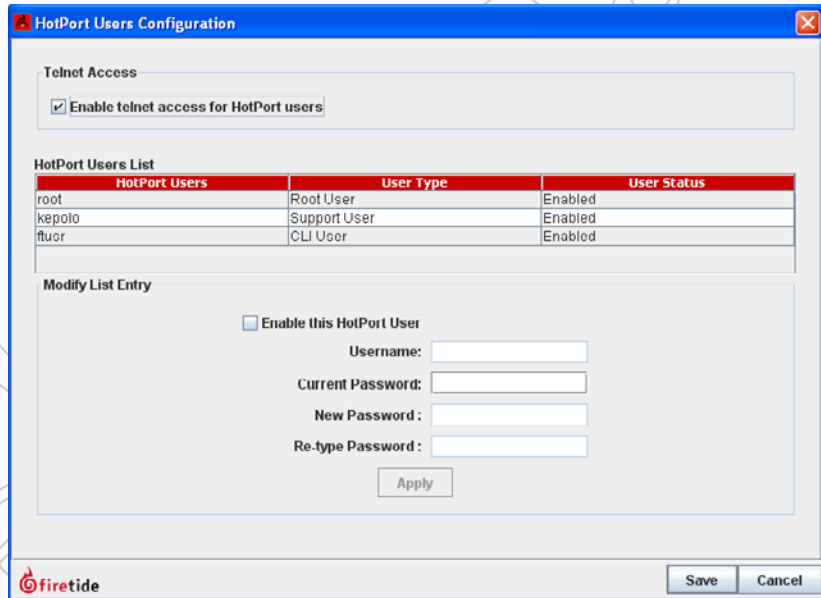 HotPort Users Configuration
Telnet Access
Enable telnet access for HotPort users
HotPort Users List
HotPort Users User Type User Status
root Root User Enabled
kepolo Support User Enabled
ftusr CLI User Enabled
Modify List Entry
Enable this HotPort User
Username:
Current Password:
New Password :
Re-type Password :
Apply
firetide
Save Cancel